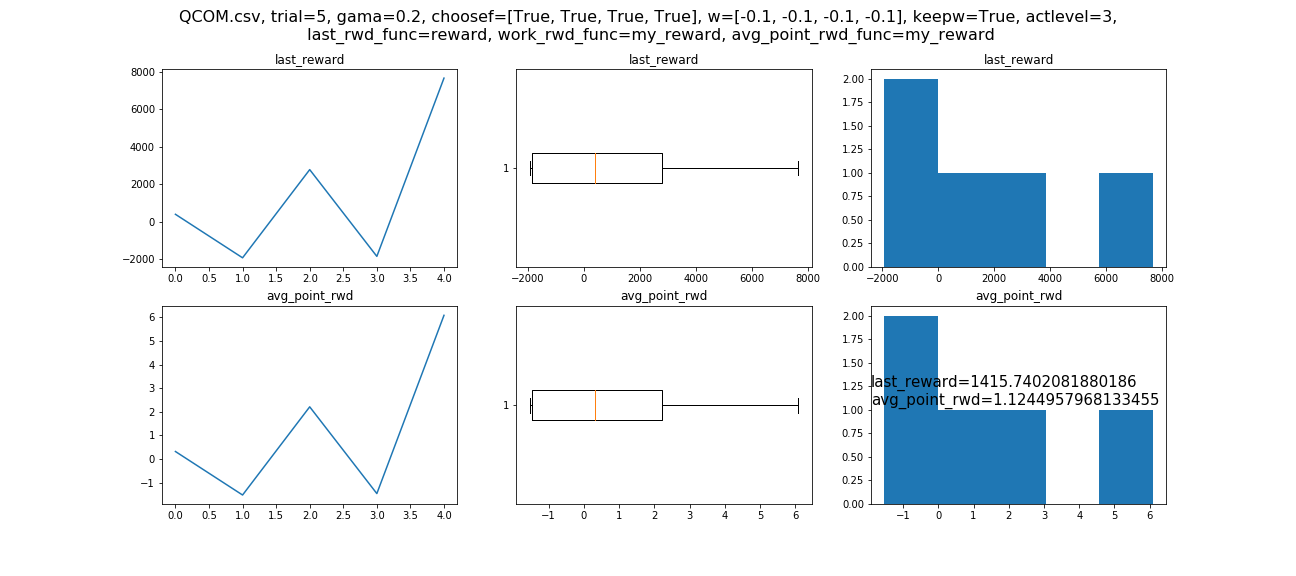 QCOM.csv, trial=5, gama=0.2, choosef=[True, True, True, True], w=[-0.1, -0.1, -0.1, -0.1], keepw=True, actlevel=3,
last_rwd_func=reward, work_rwd_func=my_reward, avg_point_rwd_func=my_reward
last_reward
8000
6000
4000
2000
0
−2000
0.0 0.5 1.0 1.5 2.0 2.5 3.0 3.5 4.0
last_reward
1
−2000 0 2000 4000 6000 8000
last_reward
2.00
1.75
1.50
1.25
1.00
0.75
0.50
0.25
0.00
−2000 0 2000 4000 6000 8000
avg_point_rwd
6
5
4
3
2
1
0
−1
0.0 0.5 1.0 1.5 2.0 2.5 3.0 3.5 4.0
avg_point_rwd
1
−1 0 1 2 3 4 5 6
avg_point_rwd
2.00
1.75
1.50
1.25
1.00
0.75
0.50
0.25
0.00
last_reward=1415.7402081880186
avg_point_rwd=1.1244957968133455
−1 0 1 2 3 4 5 6